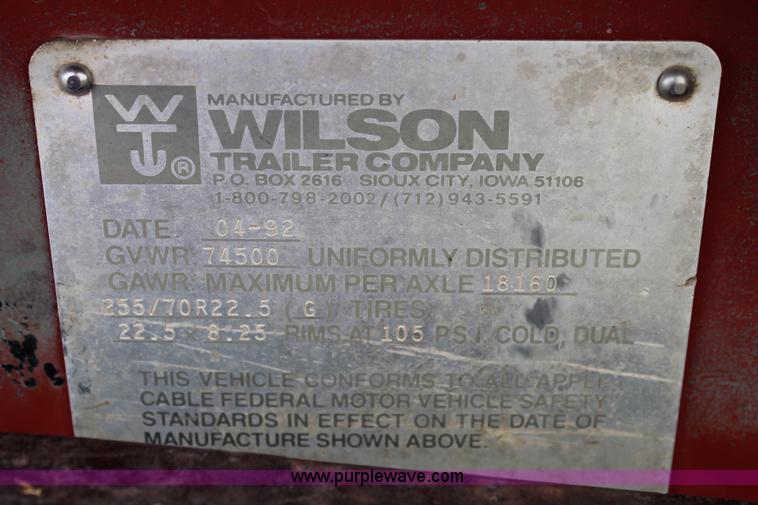 WTJ ®
MANUFACTURED BY
WILSON
TRAILER COMPANY
P.O. BOX 2616 SIOUX CITY, IOWA 51106
1-800-798-2002/(712)943-5591
DATE 04-92
GVWR 74500 UNIFORMLY DISTRIBUTED
GAWR MAXIMUM PER AXLE 18160
255/70R22.5 ( G ) TIRES
22.5 x 8.25 RIMS AT 105 PSI COLD DUAL
THIS VEHICLE CONFORMS TO ALL APPLI-
CABLE FEDERAL MOTOR VEHICLE SAFETY
STANDARDS IN EFFECT ON THE DATE OF
MANUFACTURE SHOWN ABOVE.
www.purplewave.com